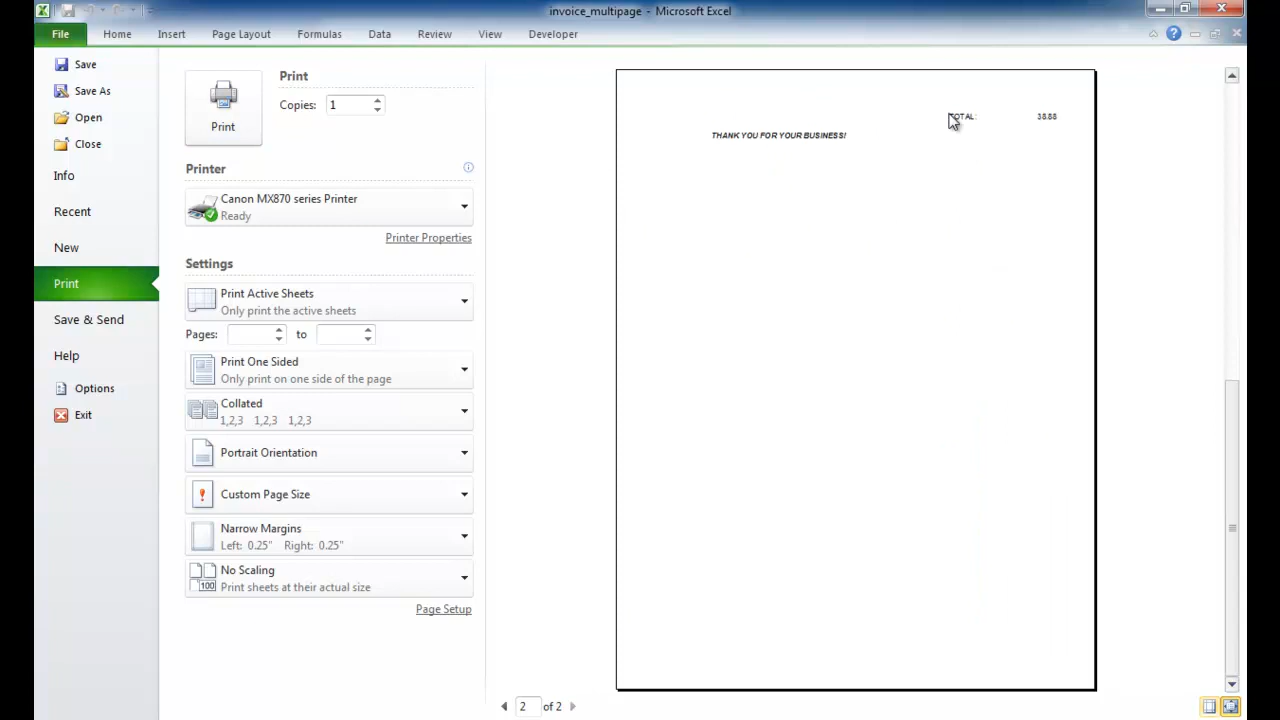 invoice_multipage - Microsoft Excel
File Home Insert Page Layout Formulas Data Review View Developer
Save
Save As
Open
Close
Info
Recent
New
Print
Save & Send
Help
Options
Exit
Print
Print
Copies: 1
Printer
Canon MX870 series Printer
Ready
Printer Properties
Settings
Print Active Sheets
Only print the active sheets
Pages: to
Print One Sided
Only print on one side of the page
Collated
1,2,3 1,2,3 1,2,3
Portrait Orientation
Custom Page Size
Narrow Margins
Left: 0.25" Right: 0.25"
No Scaling
100
Print sheets at their actual size
Page Setup
TOTAL:
THANK YOU FOR YOUR BUSINESS!
2 of 2